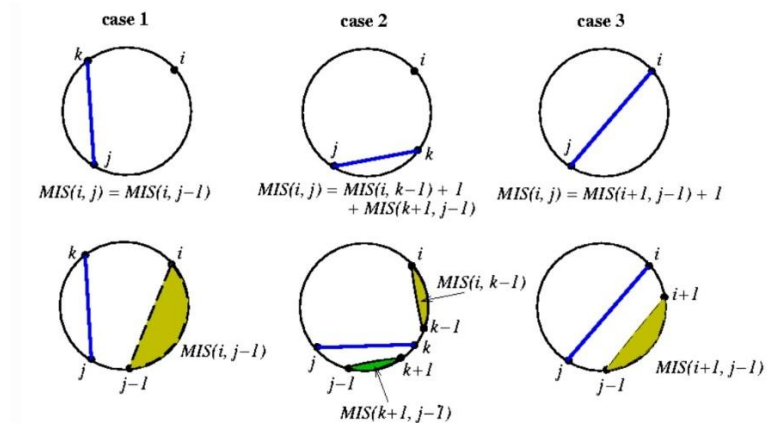 case 1
case 2
case 3
k
i
j
MIS(i, j) = MIS(i, j-1)
i
j
k
MIS(i, j) = MIS(i, k-1) + 1
+ MIS(k+1, j-1)
i
j
MIS(i, j) = MIS(i+1, j-1) + 1
k
i
MIS(i, j-1)
j
j-1
i
MIS(i, k-1)
k-1
j
k
j-1
k+1
MIS(k+1, j-1)
i
i+1
j
j-1
MIS(i+1, j-1)